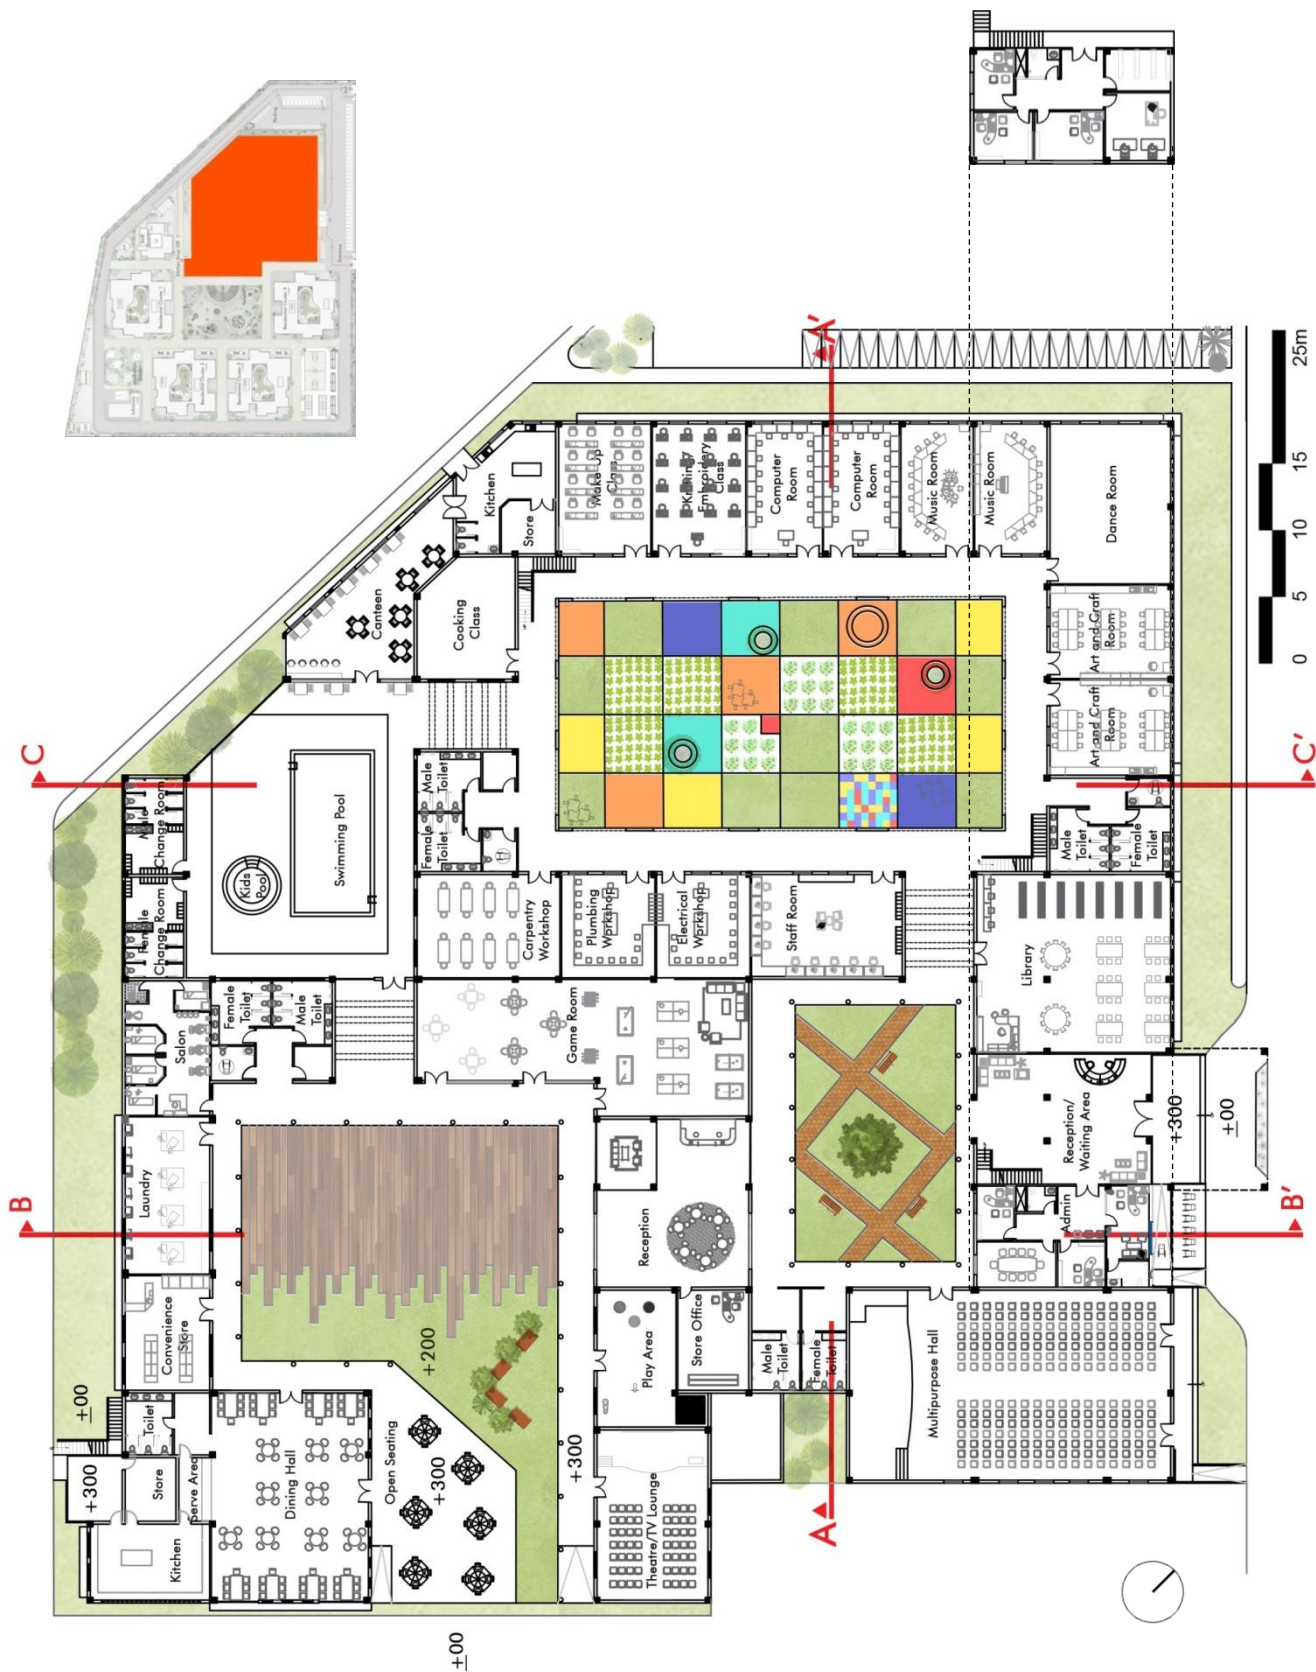 B
C
±00
±00
+300
Kitchen
Store
Serve Area
Toilet
Convenience
Store
Laundry
Salon
Female
Change Room
Male
Change Room
Dining Hall
Female
Toilet
Male
Toilet
Kids
Pool
Swimming Pool
Open Seating
+300
+200
Canteen
Cooking
Class
Kitchen
Store
Female
Toilet
Male
Toilet
Carpentry
Workshop
Game Room
+300
Plumbing
Workshop
Electrical
Workshop
Make Up
Class
Knitting/
Embroidery
Class
Theatre/TV Lounge
Play Area
Reception
Store Office
Male
Toilet
Female
Toilet
Staff Room
Computer
Room
Computer
Room
A
A'
Music Room
Music Room
Multipurpose Hall
Admin
Reception/
Waiting Area
Library
Male
Toilet
Female
Toilet
Art and Craft
Room
Art and Craft
Room
Dance Room
+300
±00
B'
C'
0
5
10
15
25m